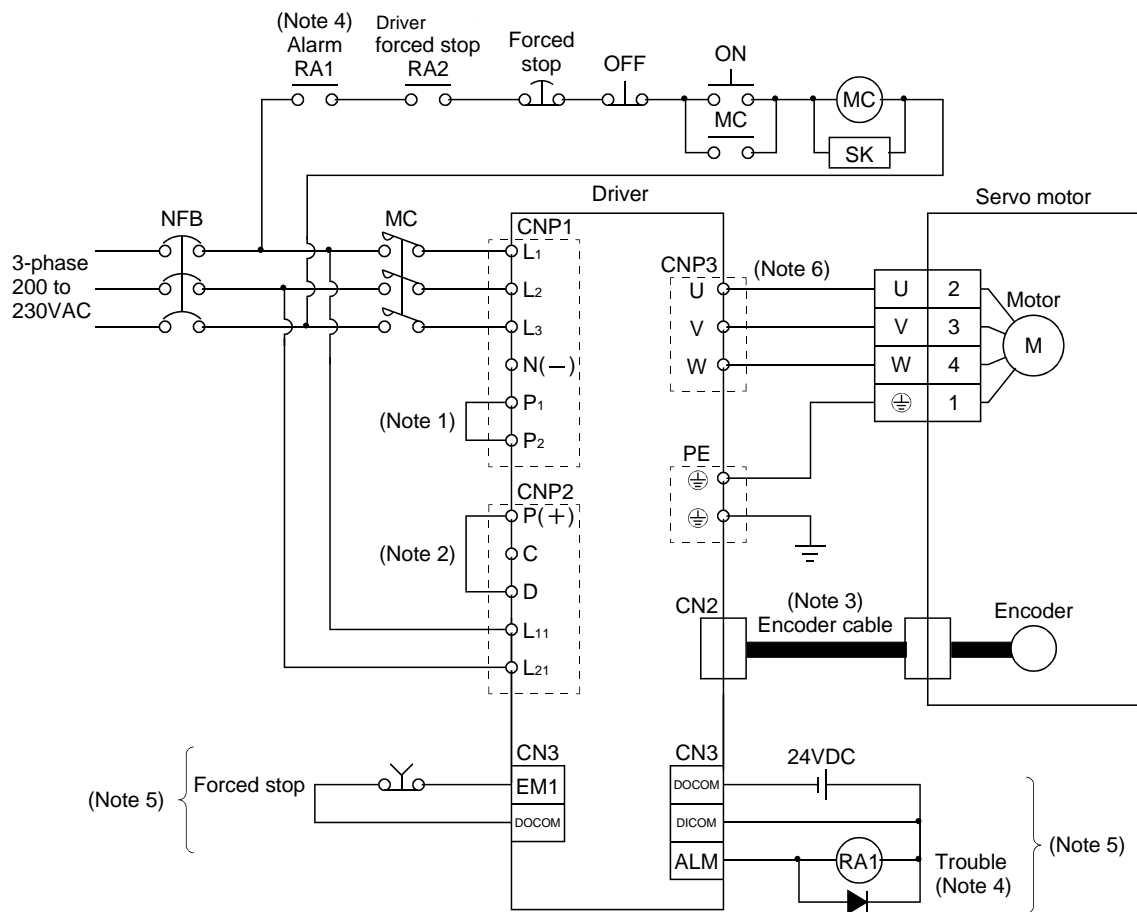 (Note 4)
Alarm
RA1
Driver
forced stop
RA2
Forced
stop
OFF
ON
MC
MC
SK
Driver
Servo motor
NFB
MC
3-phase
200 to
230VAC
CNP1
L1
L2
L3
N(−)
P1
P2
(Note 1)
CNP2
P(+)
C
D
L11
L21
(Note 2)
CNP3
U
V
W
(Note 6)
U 2
V 3
W 4
1
Motor
M
PE
CN2
(Note 3)
Encoder cable
Encoder
(Note 5)
Forced stop
CN3
EM1
DOCOM
CN3
DOCOM
DICOM
ALM
24VDC
RA1
Trouble
(Note 4)
(Note 5)